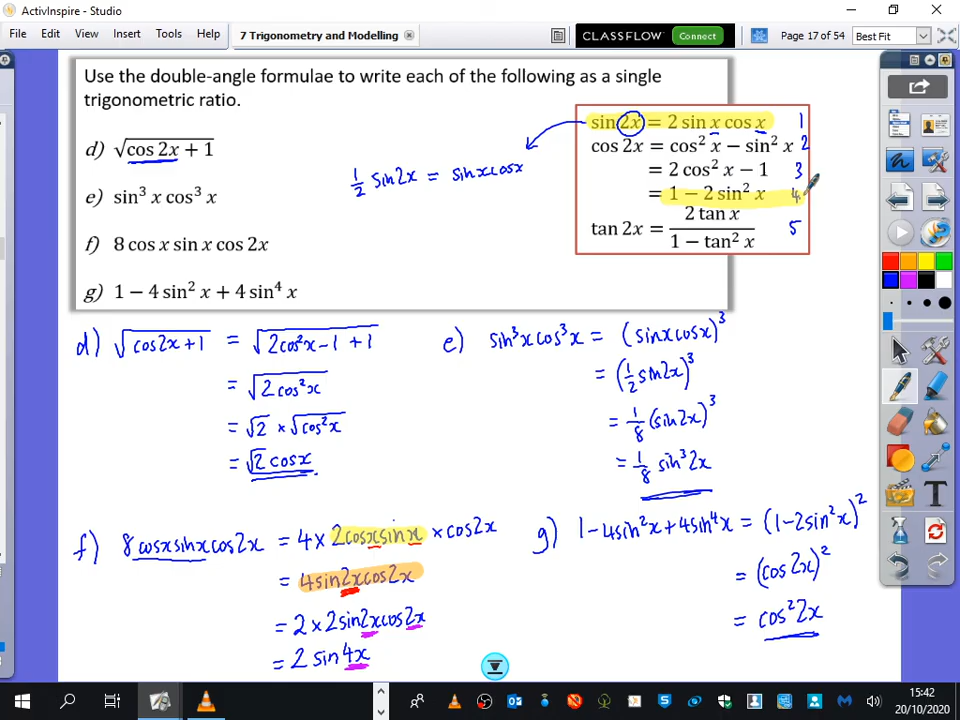 ActivInspire - Studio
File Edit View Insert Tools Help
7 Trigonometry and Modelling
CLASSFLOW Connect
Page 17 of 54
Best Fit
Use the double-angle formulae to write each of the following as a single
trigonometric ratio.
d) √(cos 2x + 1)
e) sin³ x cos³ x
f) 8 cos x sin x cos 2x
g) 1 − 4 sin² x + 4 sin⁴ x
½ sin2x = sinxcosx
sin 2x = 2 sin x cos x 1
cos 2x = cos² x − sin² x 2
= 2 cos² x − 1 3
= 1 − 2 sin² x 4
tan 2x = 2 tan x / (1 − tan² x) 5
d) √(cos2x+1) = √(2cos²x−1+1)
= √(2cos²x)
= √2 × √(cos²x)
= √2 cosx
e) sin³xcos³x = (sinxcosx)³
= (½ sin2x)³
= ⅛ (sin2x)³
= ⅛ sin³2x
f) 8cosxsinxcos2x = 4 × 2cosxsinx × cos2x
= 4sin2xcos2x
= 2 × 2sin2xcos2x
= 2 sin4x
g) 1−4sin²x+4sin⁴x = (1−2sin²x)²
= (cos2x)²
= cos²2x
15:42
20/10/2020